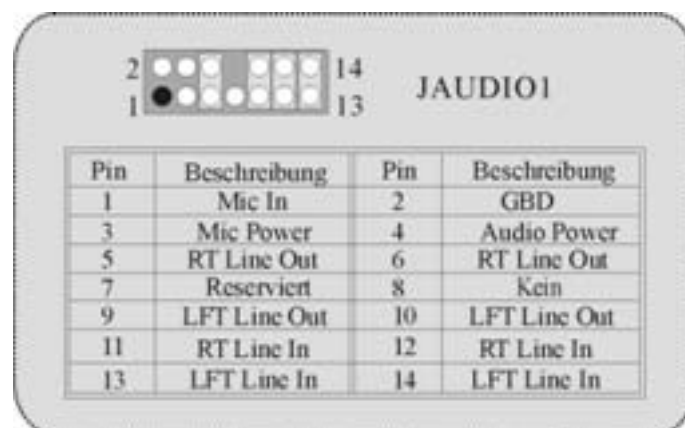 2 14
1 13
JAUDIO1
Pin Beschreibung Pin Beschreibung
1 Mic In 2 GBD
3 Mic Power 4 Audio Power
5 RT Line Out 6 RT Line Out
7 Reserviert 8 Kein
9 LFT Line Out 10 LFT Line Out
11 RT Line In 12 RT Line In
13 LFT Line In 14 LFT Line In